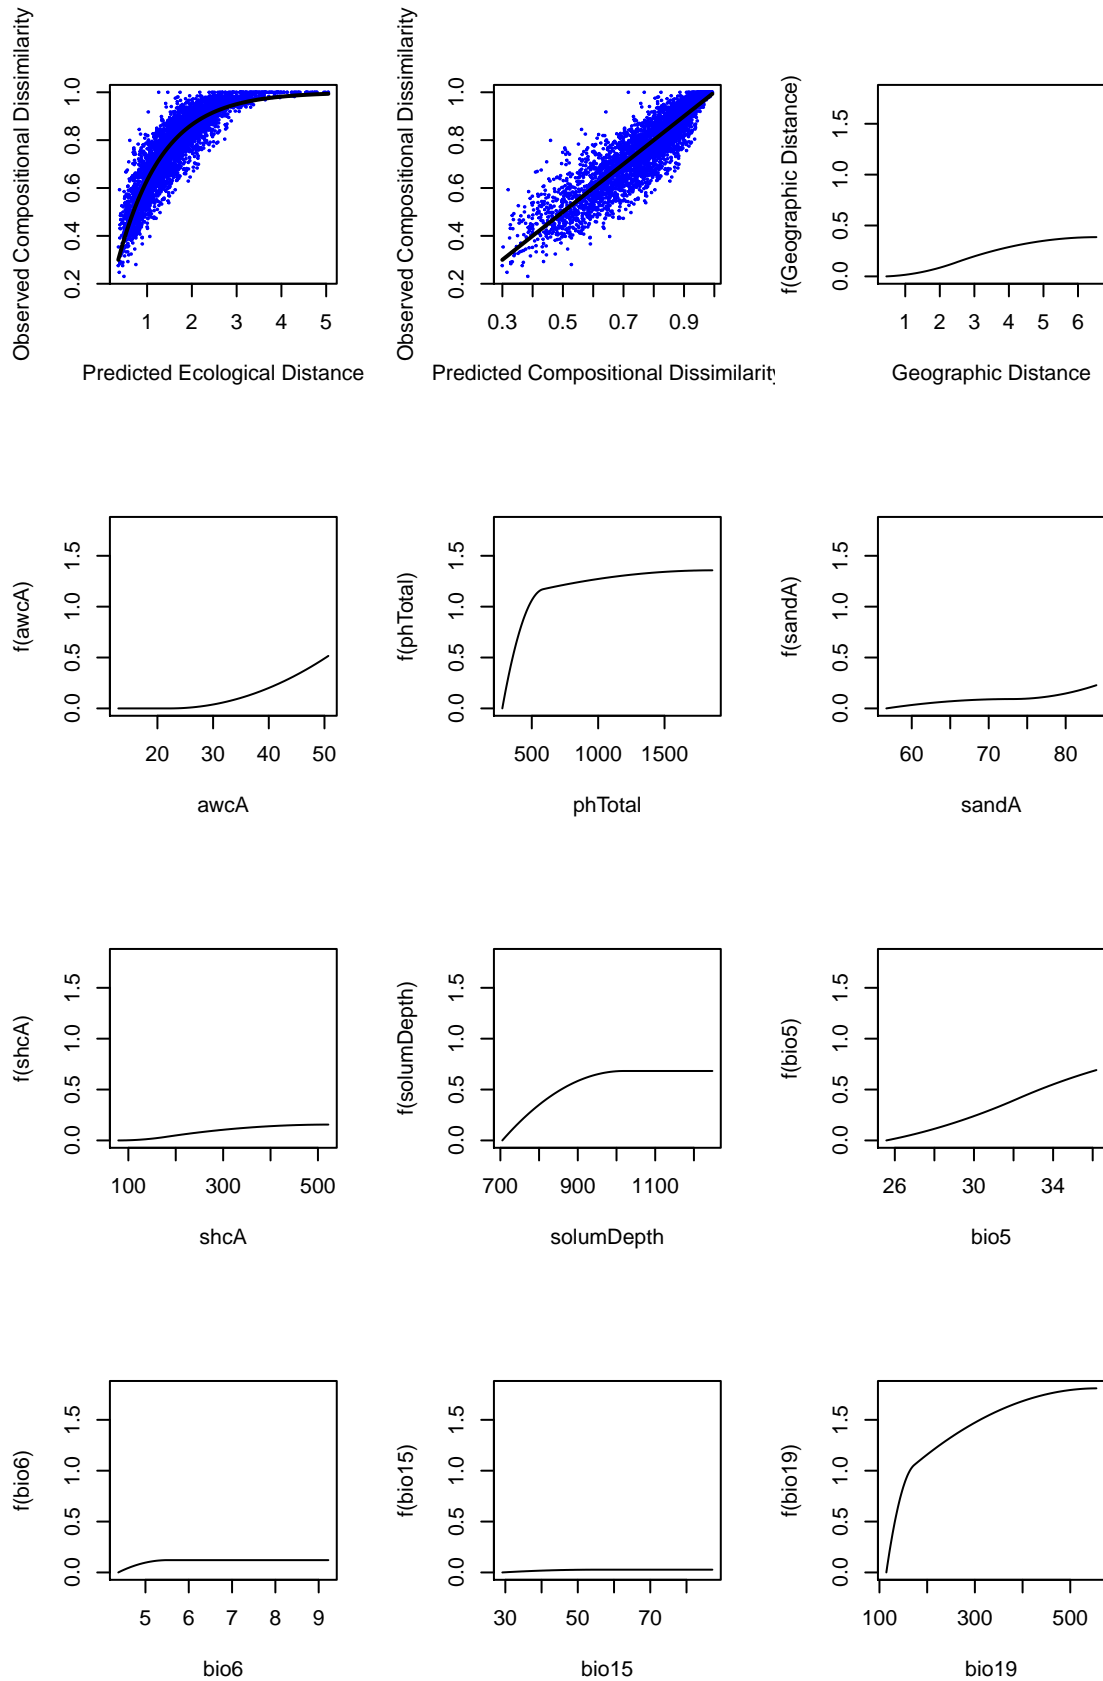 Observed Compositional Dissimilarity
0.2 0.4 0.6 0.8 1.0
1 2 3 4 5
Predicted Ecological Distance
Observed Compositional Dissimilarity
0.2 0.4 0.6 0.8 1.0
0.3 0.5 0.7 0.9
Predicted Compositional Dissimilarity
f(Geographic Distance)
0.0 0.5 1.0 1.5
1 2 3 4 5 6
Geographic Distance
f(awcA)
0.0 0.5 1.0 1.5
20 30 40 50
awcA
f(phTotal)
0.0 0.5 1.0 1.5
500 1000 1500
phTotal
f(sandA)
0.0 0.5 1.0 1.5
60 70 80
sandA
f(shcA)
0.0 0.5 1.0 1.5
100 300 500
shcA
f(solumDepth)
0.0 0.5 1.0 1.5
700 900 1100
solumDepth
f(bio5)
0.0 0.5 1.0 1.5
26 30 34
bio5
f(bio6)
0.0 0.5 1.0 1.5
5 6 7 8 9
bio6
f(bio15)
0.0 0.5 1.0 1.5
30 50 70
bio15
f(bio19)
0.0 0.5 1.0 1.5
100 300 500
bio19